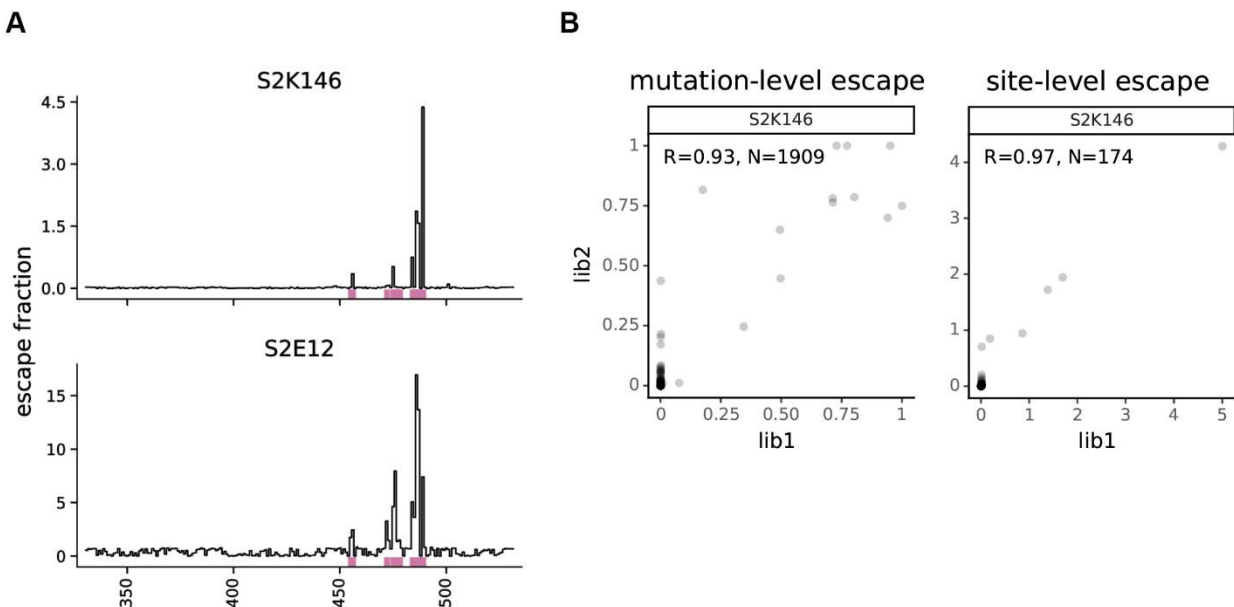 A
B
S2K146
4.5
3.0
1.5
0.0
escape fraction
S2E12
15
10
5
0
350
400
450
500
mutation-level escape
S2K146
R=0.93, N=1909
1
0.75
0.50
0.25
0
lib2
0
0.25
0.50
0.75
1
lib1
site-level escape
S2K146
R=0.97, N=174
4
3
2
1
0
0
1
2
3
4
5
lib1